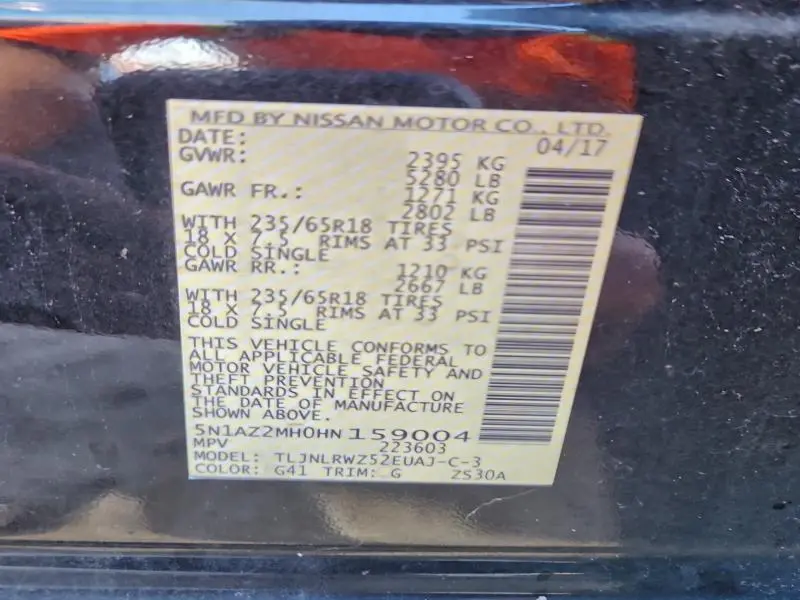 MFD BY NISSAN MOTOR CO., LTD.
DATE: 04/17
GVWR: 2395 KG
5280 LB
GAWR FR.: 1271 KG
2802 LB
WITH 235/65R18 TIRES
18 X 7.5 RIMS AT 33 PSI
COLD SINGLE
GAWR RR.: 1210 KG
2667 LB
WITH 235/65R18 TIRES
18 X 7.5 RIMS AT 33 PSI
COLD SINGLE
THIS VEHICLE CONFORMS TO
ALL APPLICABLE FEDERAL
MOTOR VEHICLE SAFETY AND
THEFT PREVENTION
STANDARDS IN EFFECT ON
THE DATE OF MANUFACTURE
SHOWN ABOVE.
5N1AZ2MH0HN 159004
MPV 223603
MODEL: TLJNLRWZ52EUAJ-C-3
COLOR: G41 TRIM: G ZS30A